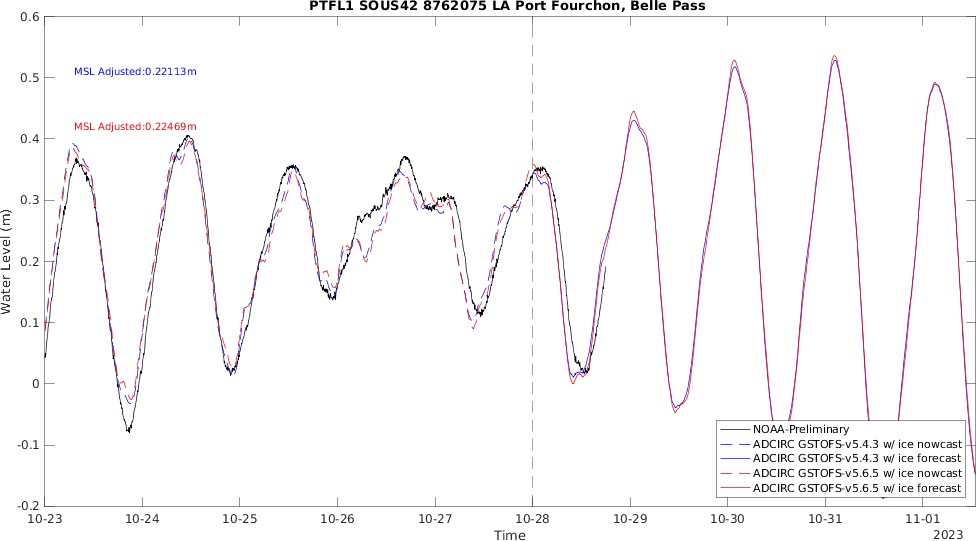 PTFL1 SOUS42 8762075 LA Port Fourchon, Belle Pass
0.6
0.5
0.4
0.3
0.2
0.1
0
-0.1
-0.2
Water Level (m)
MSL Adjusted:0.22113m
MSL Adjusted:0.22469m
NOAA-Preliminary
ADCIRC GSTOFS-v5.4.3 w/ ice nowcast
ADCIRC GSTOFS-v5.4.3 w/ ice forecast
ADCIRC GSTOFS-v5.6.5 w/ ice nowcast
ADCIRC GSTOFS-v5.6.5 w/ ice forecast
10-23 10-24 10-25 10-26 10-27 10-28 10-29 10-30 10-31 11-01
Time
2023